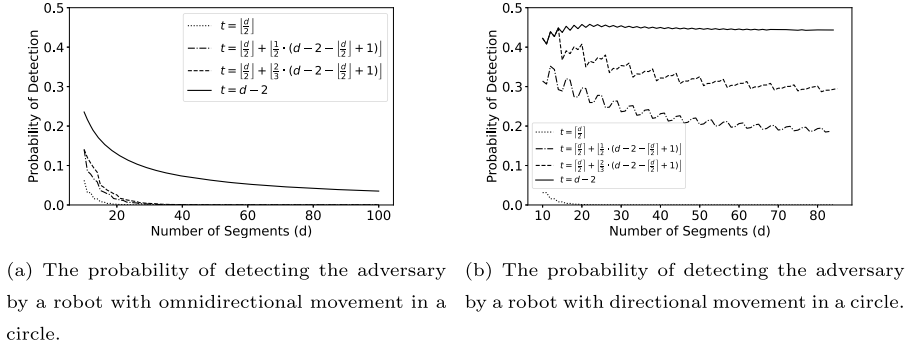 0.5
0.4
0.3
0.2
0.1
0.0
Probability of Detection
t = ⌊d/2⌋
t = ⌊d/2⌋ + ⌊1/2 · (d − 2 − ⌊d/2⌋ + 1)⌋
t = ⌊d/2⌋ + ⌊2/3 · (d − 2 − ⌊d/2⌋ + 1)⌋
t = d − 2
20 40 60 80 100
Number of Segments (d)
(a) The probability of detecting the adversary
by a robot with omnidirectional movement in a
circle.
0.5
0.4
0.3
0.2
0.1
0.0
Probability of Detection
t = ⌊d/2⌋
t = ⌊d/2⌋ + ⌊1/2 · (d − 2 − ⌊d/2⌋ + 1)⌋
t = ⌊d/2⌋ + ⌊2/3 · (d − 2 − ⌊d/2⌋ + 1)⌋
t = d − 2
10 20 30 40 50 60 70 80
Number of Segments (d)
(b) The probability of detecting the adversary
by a robot with directional movement in a circle.